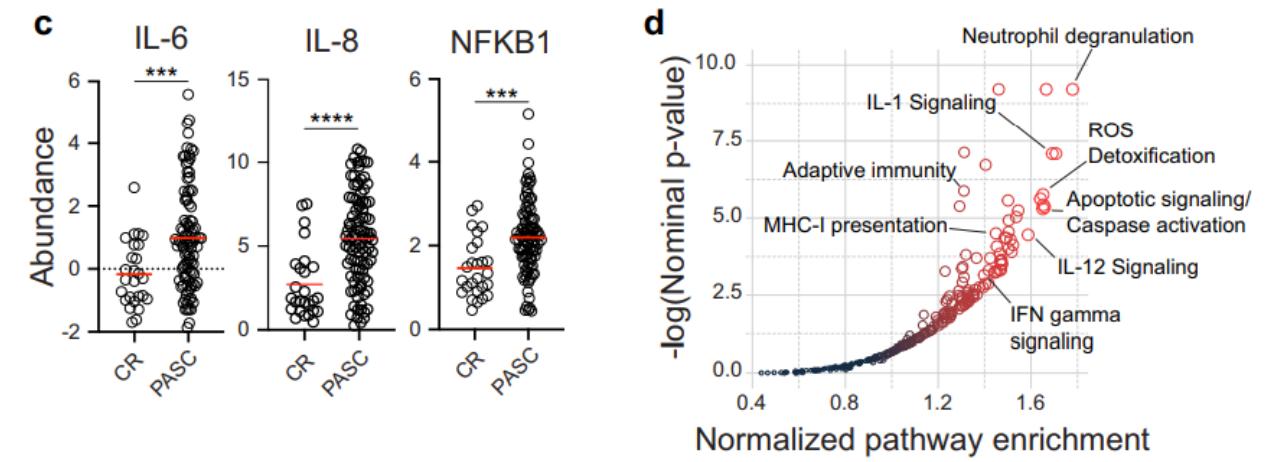 c
IL-6
IL-8
NFKB1
Abundance
6
4
2
0
-2
***
CR
PASC
15
10
5
0
****
CR
PASC
6
4
2
0
***
CR
PASC
d
-log(Nominal p-value)
10.0
7.5
5.0
2.5
0.0
Neutrophil degranulation
IL-1 Signaling
ROS
Detoxification
Adaptive immunity
Apoptotic signaling/
Caspase activation
MHC-I presentation
IL-12 Signaling
IFN gamma
signaling
0.4
0.8
1.2
1.6
Normalized pathway enrichment